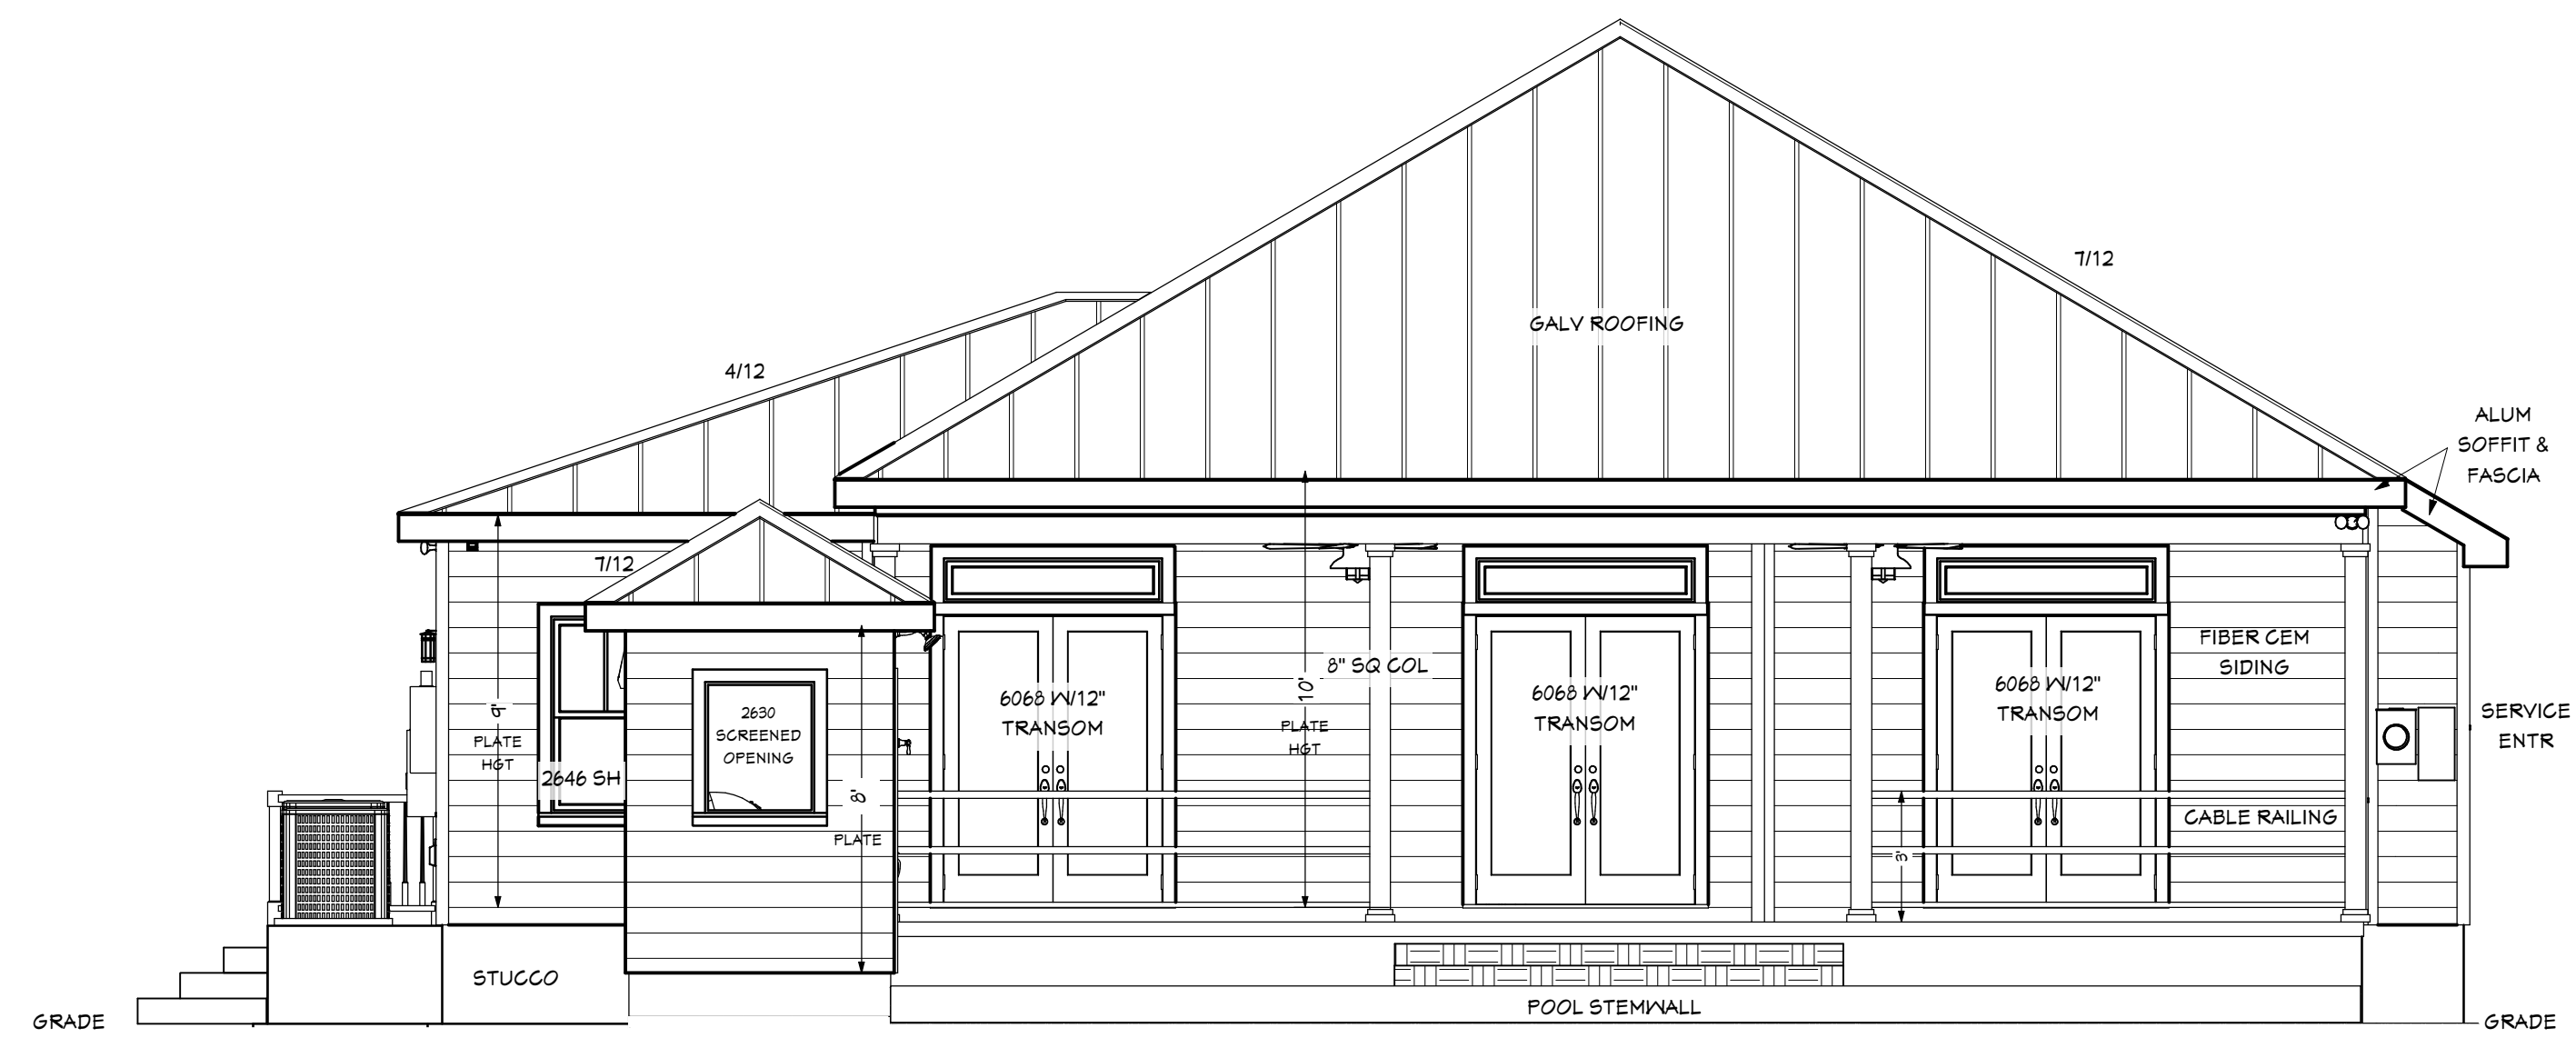 7/12
GALV ROOFING
4/12
ALUM
SOFFIT &
FASCIA
7/12
FIBER CEM
SIDING
8" SQ COL
10'
PLATE
HGT
6068 W/12"
TRANSOM
6068 W/12"
TRANSOM
6068 W/12"
TRANSOM
9'
PLATE
HGT
2630
SCREENED
OPENING
SERVICE
ENTR
2646 SH
8'
PLATE
CABLE RAILING
3'
STUCCO
POOL STEMWALL
GRADE
GRADE